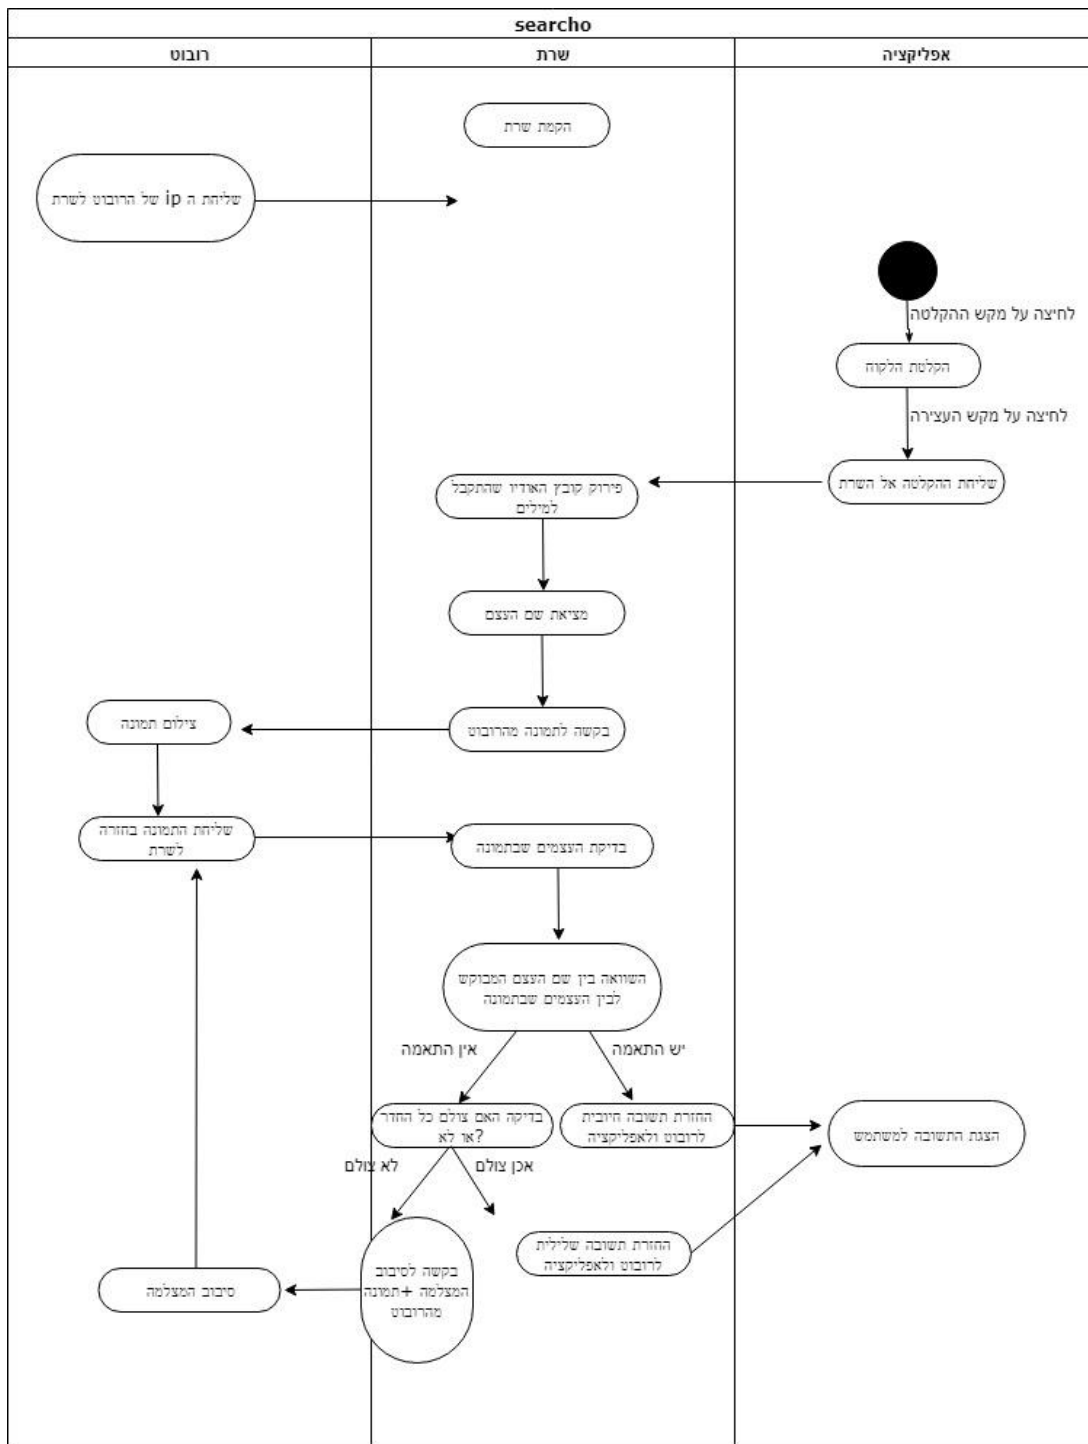 searcho
אפליקציה
שרת
רובוט
הקמת שרת
שליחת ה ip של הרובוט לשרת
לחיצה על מקש ההקלטה
הקלטת הלקוח
לחיצה על מקש העצירה
שליחת ההקלטה אל השרת
פירוק קובץ האודיו שהתקבל
למילים
מציאת שם העצם
בקשה לתמונה מהרובוט
צילום תמונה
שליחת התמונה בחזרה
לשרת
בדיקת העצמים שבתמונה
השוואה בין שם העצם המבוקש
לבין העצמים שבתמונה
יש התאמה
אין התאמה
החזרת תשובה חיובית
לרובוט ולאפליקציה
בדיקה האם צולם כל החדר
או לא?
הצגת התשובה למשתמש
אכן צולם
לא צולם
החזרת תשובה שלילית
לרובוט ולאפליקציה
בקשה לסיבוב
המצלמה +תמונה
מהרובוט
סיבוב המצלמה